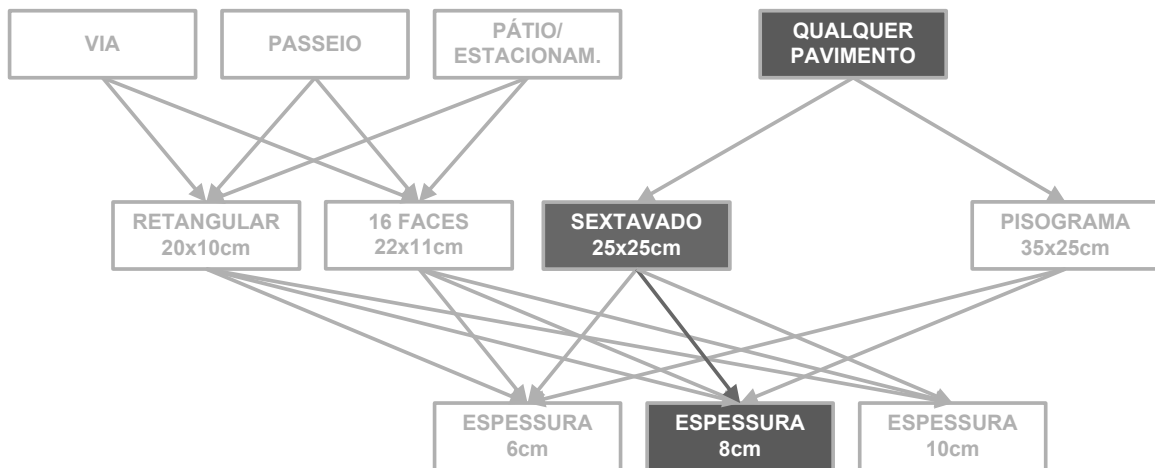 VIA
PASSEIO
PÁTIO/
ESTACIONAM.
QUALQUER
PAVIMENTO
RETANGULAR
20x10cm
16 FACES
22x11cm
SEXTAVADO
25x25cm
PISOGRAMA
35x25cm
ESPESSURA
6cm
ESPESSURA
8cm
ESPESSURA
10cm